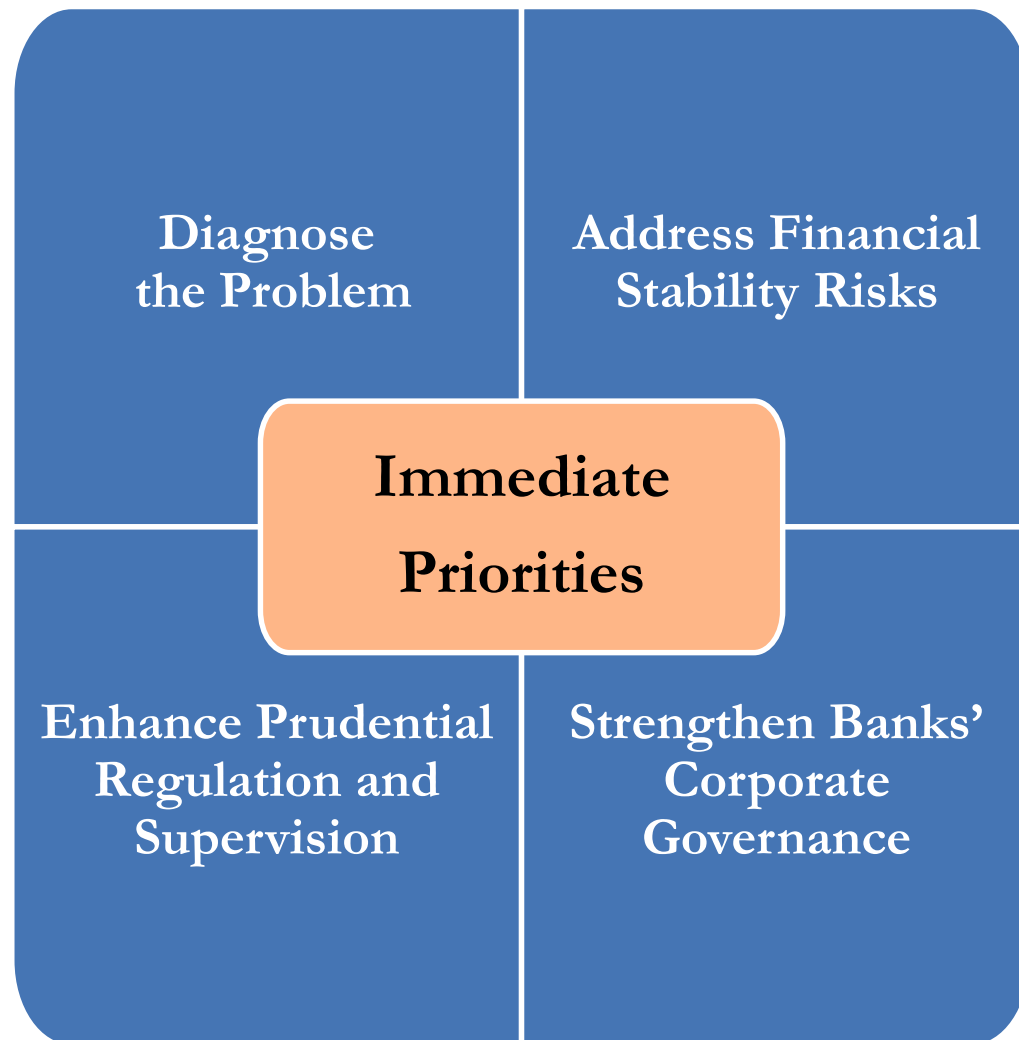 Diagnose
the Problem
Address Financial
Stability Risks
Immediate
Priorities
Enhance Prudential
Regulation and
Supervision
Strengthen Banks’
Corporate
Governance